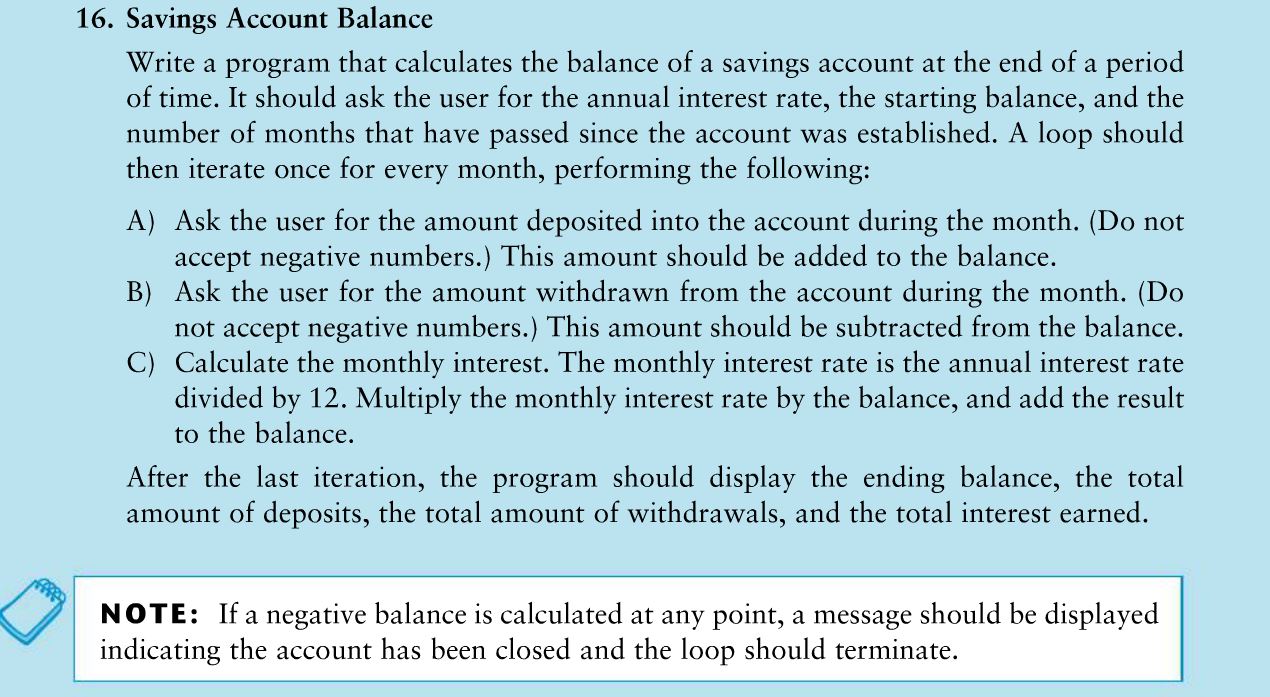 16. Savings Account Balance
Write a program that calculates the balance of a savings account at the end of a period
of time. It should ask the user for the annual interest rate, the starting balance, and the
number of months that have passed since the account was established. A loop should
then iterate once for every month, performing the following:
A) Ask the user for the amount deposited into the account during the month. (Do not
accept negative numbers.) This amount should be added to the balance.
B) Ask the user for the amount withdrawn from the account during the month. (Do
not accept negative numbers.) This amount should be subtracted from the balance.
C) Calculate the monthly interest. The monthly interest rate is the annual interest rate
divided by 12. Multiply the monthly interest rate by the balance, and add the result
to the balance.
After the last iteration, the program should display the ending balance, the total
amount of deposits, the total amount of withdrawals, and the total interest earned.
NOTE: If a negative balance is calculated at any point, a message should be displayed
indicating the account has been closed and the loop should terminate.